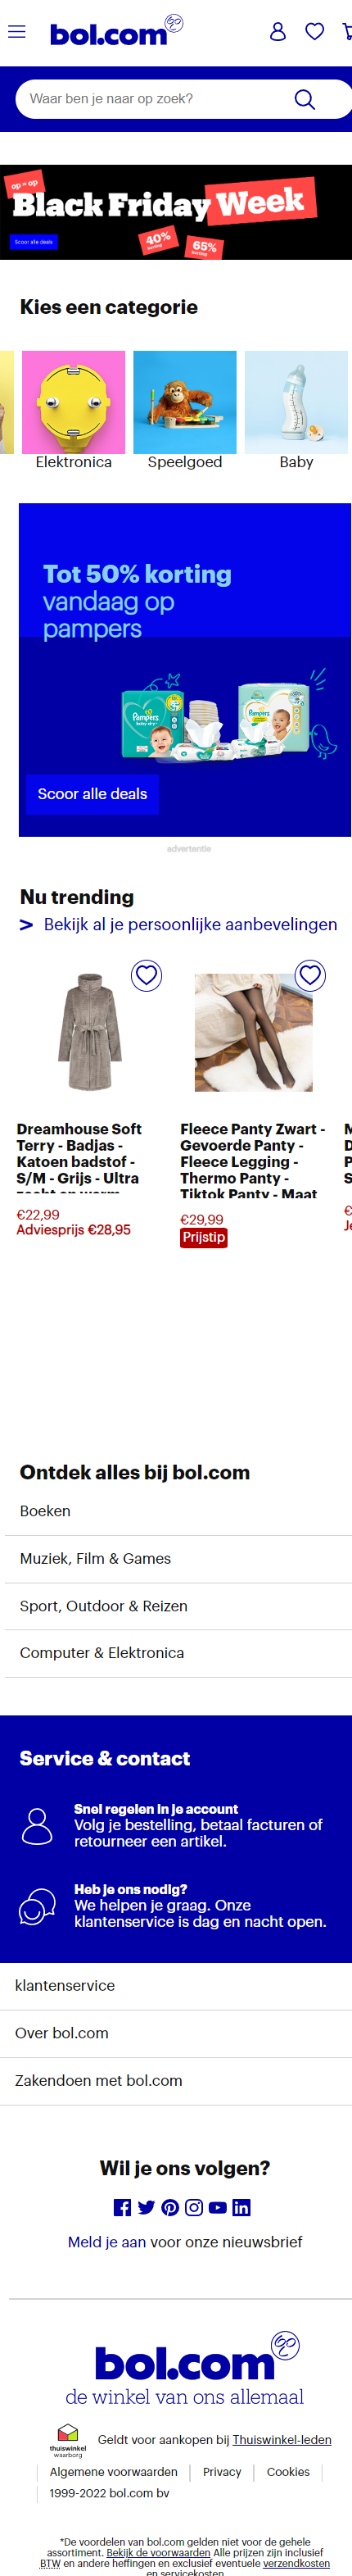 bol.com
Waar ben je naar op zoek?
op = op
Black Friday Week
Scoor alle deals
40%
korting
65%
korting
Kies een categorie
Elektronica
Speelgoed
Baby
Tot 50% korting
vandaag op
pampers
Pampers
Scoor alle deals
advertentie
Nu trending
> Bekijk al je persoonlijke aanbevelingen
Dreamhouse Soft
Terry - Badjas -
Katoen badstof -
S/M - Grijs - Ultra
zacht en warm
€22,99
Adviesprijs €28,95
Fleece Panty Zwart -
Gevoerde Panty -
Fleece Legging -
Thermo Panty -
Tiktok Panty - Maat
€29,99
Prijstip
Ontdek alles bij bol.com
Boeken
Muziek, Film & Games
Sport, Outdoor & Reizen
Computer & Elektronica
Service & contact
Snel regelen in je account
Volg je bestelling, betaal facturen of
retourneer een artikel.
Heb je ons nodig?
We helpen je graag. Onze
klantenservice is dag en nacht open.
klantenservice
Over bol.com
Zakendoen met bol.com
Wil je ons volgen?
Meld je aan voor onze nieuwsbrief
bol.com
de winkel van ons allemaal
thuiswinkel
waarborg
Geldt voor aankopen bij Thuiswinkel-leden
Algemene voorwaarden
Privacy
Cookies
1999-2022 bol.com bv
*De voordelen van bol.com gelden niet voor de gehele
assortiment. Bekijk de voorwaarden Alle prijzen zijn inclusief
BTW en andere heffingen en exclusief eventuele verzendkosten
en servicekosten